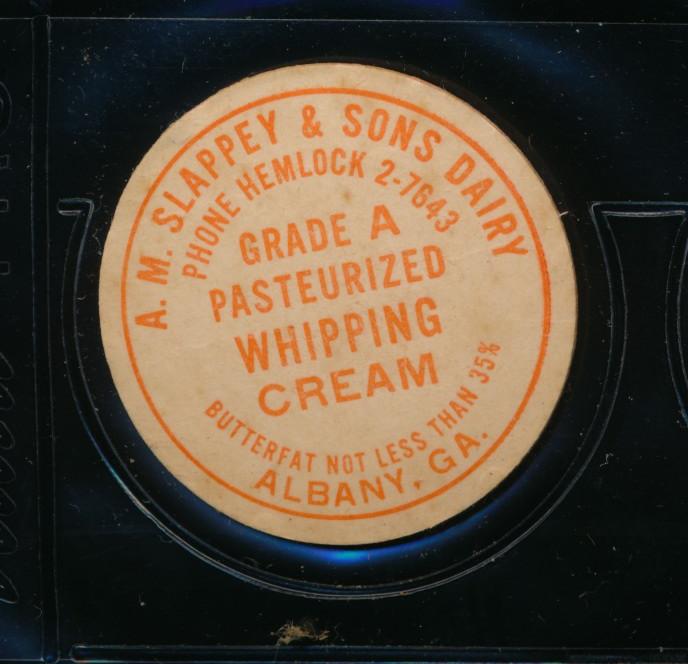 A. M. SLAPPEY & SONS DAIRY
PHONE HEMLOCK 2-7643
GRADE A
PASTEURIZED
WHIPPING
CREAM
BUTTERFAT NOT LESS THAN 35%
ALBANY, GA.